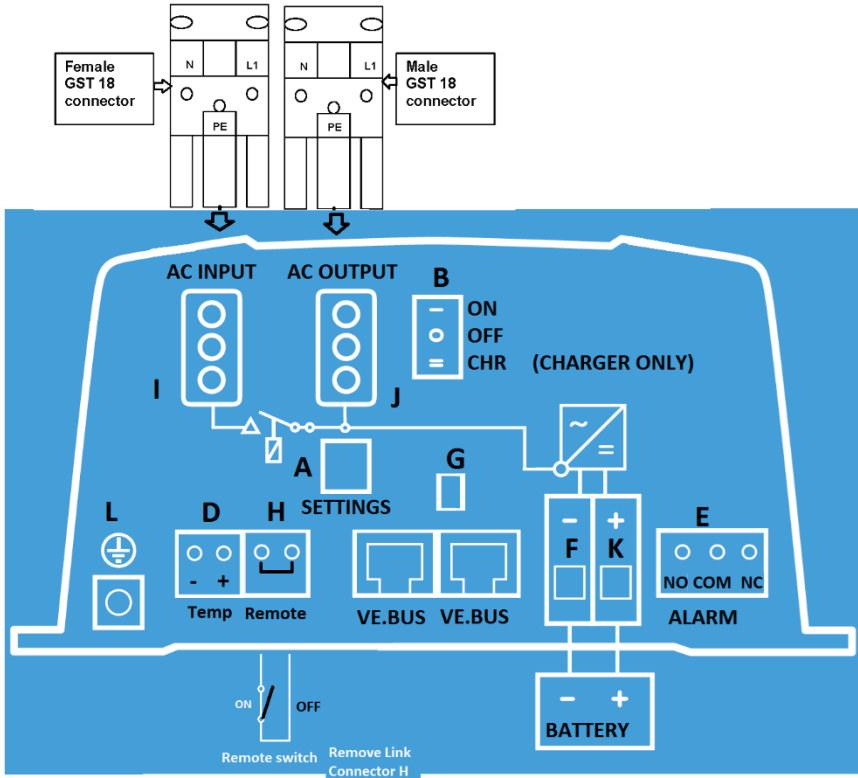 Female
GST 18
connector
N L1
PE
N L1
PE
Male
GST 18
connector
AC INPUT
AC OUTPUT
B
ON
OFF
CHR (CHARGER ONLY)
I
J
~
=
A
SETTINGS
G
L
D
- +
Temp
H
Remote
VE.BUS
VE.BUS
- +
F K
E
NO COM NC
ALARM
ON OFF
Remote switch
Remove Link
Connector H
- +
BATTERY